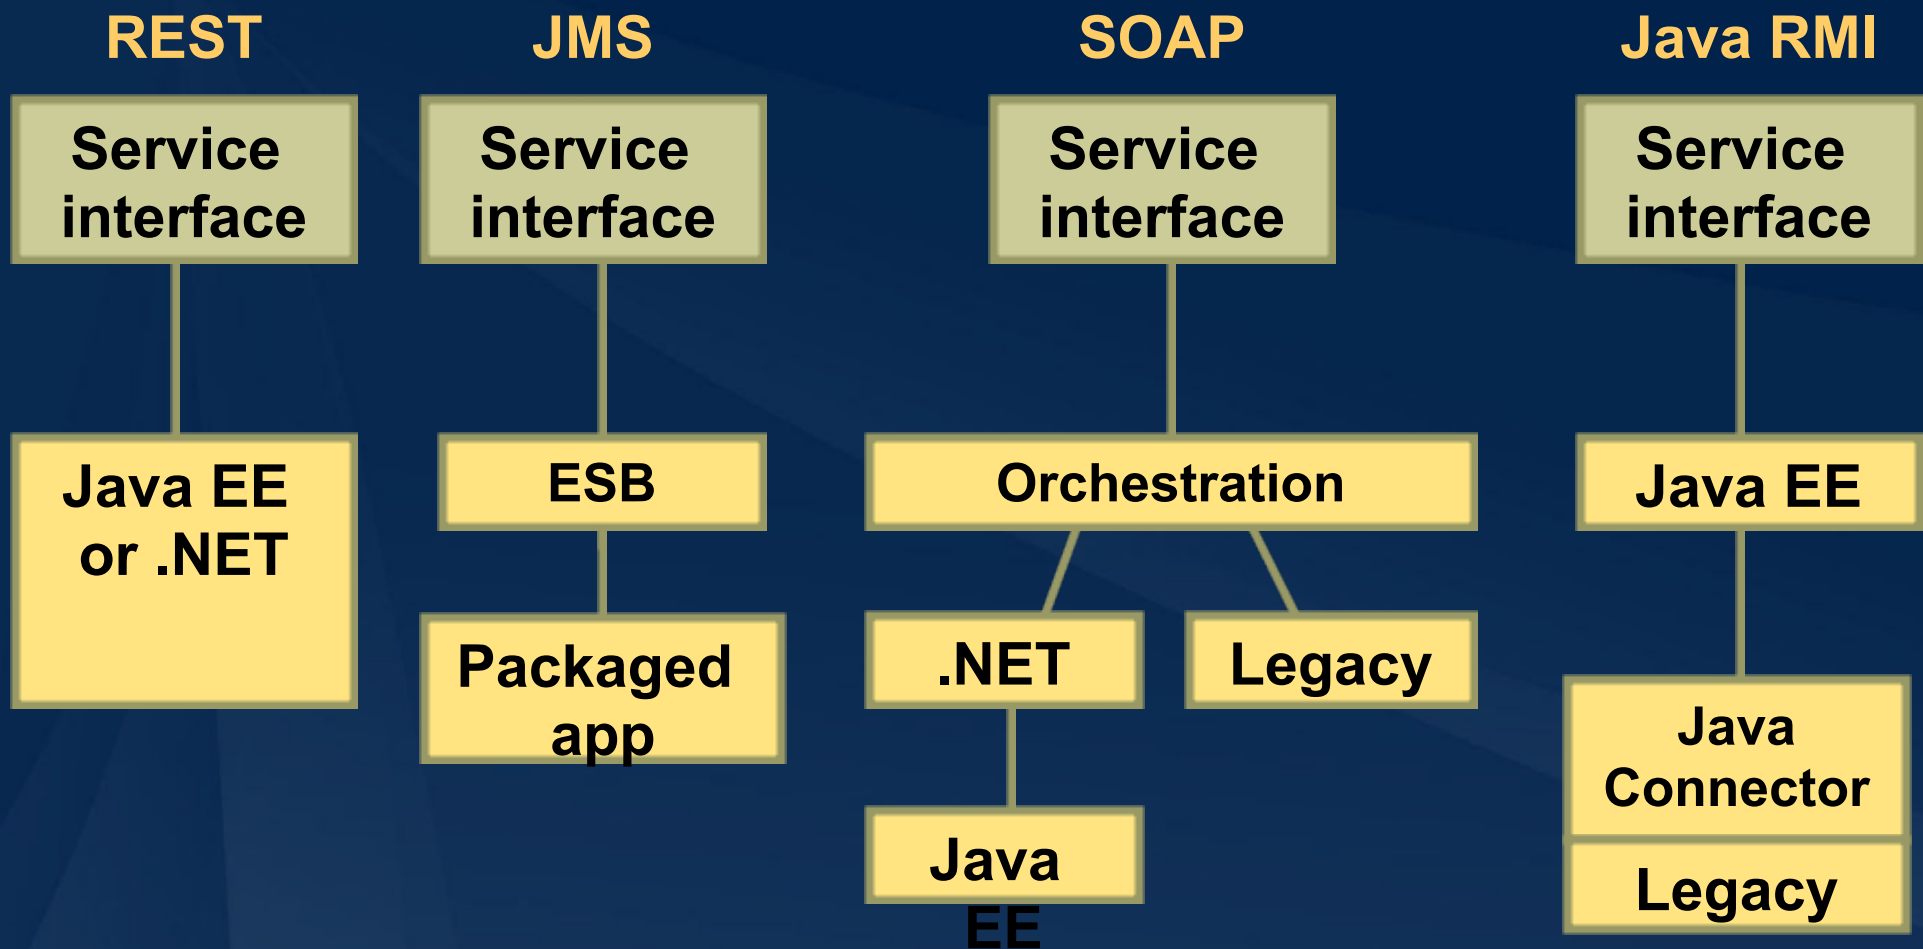 REST
JMS
SOAP
Java RMI
Service
interface
Service
interface
Service
interface
Service
interface
Java EE
or .NET
ESB
Orchestration
Java EE
Packaged
app
.NET
Legacy
Java
Connector
Java
EE
Legacy